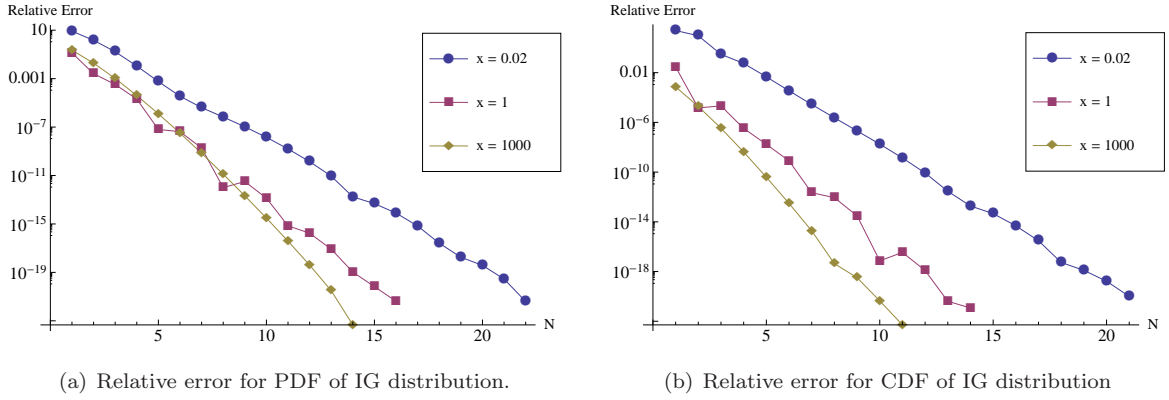 Relative Error
10
0.001
10^-7
10^-11
10^-15
10^-19
5
10
15
20
N
x = 0.02
x = 1
x = 1000
(a) Relative error for PDF of IG distribution.
Relative Error
0.01
10^-6
10^-10
10^-14
10^-18
5
10
15
20
N
x = 0.02
x = 1
x = 1000
(b) Relative error for CDF of IG distribution